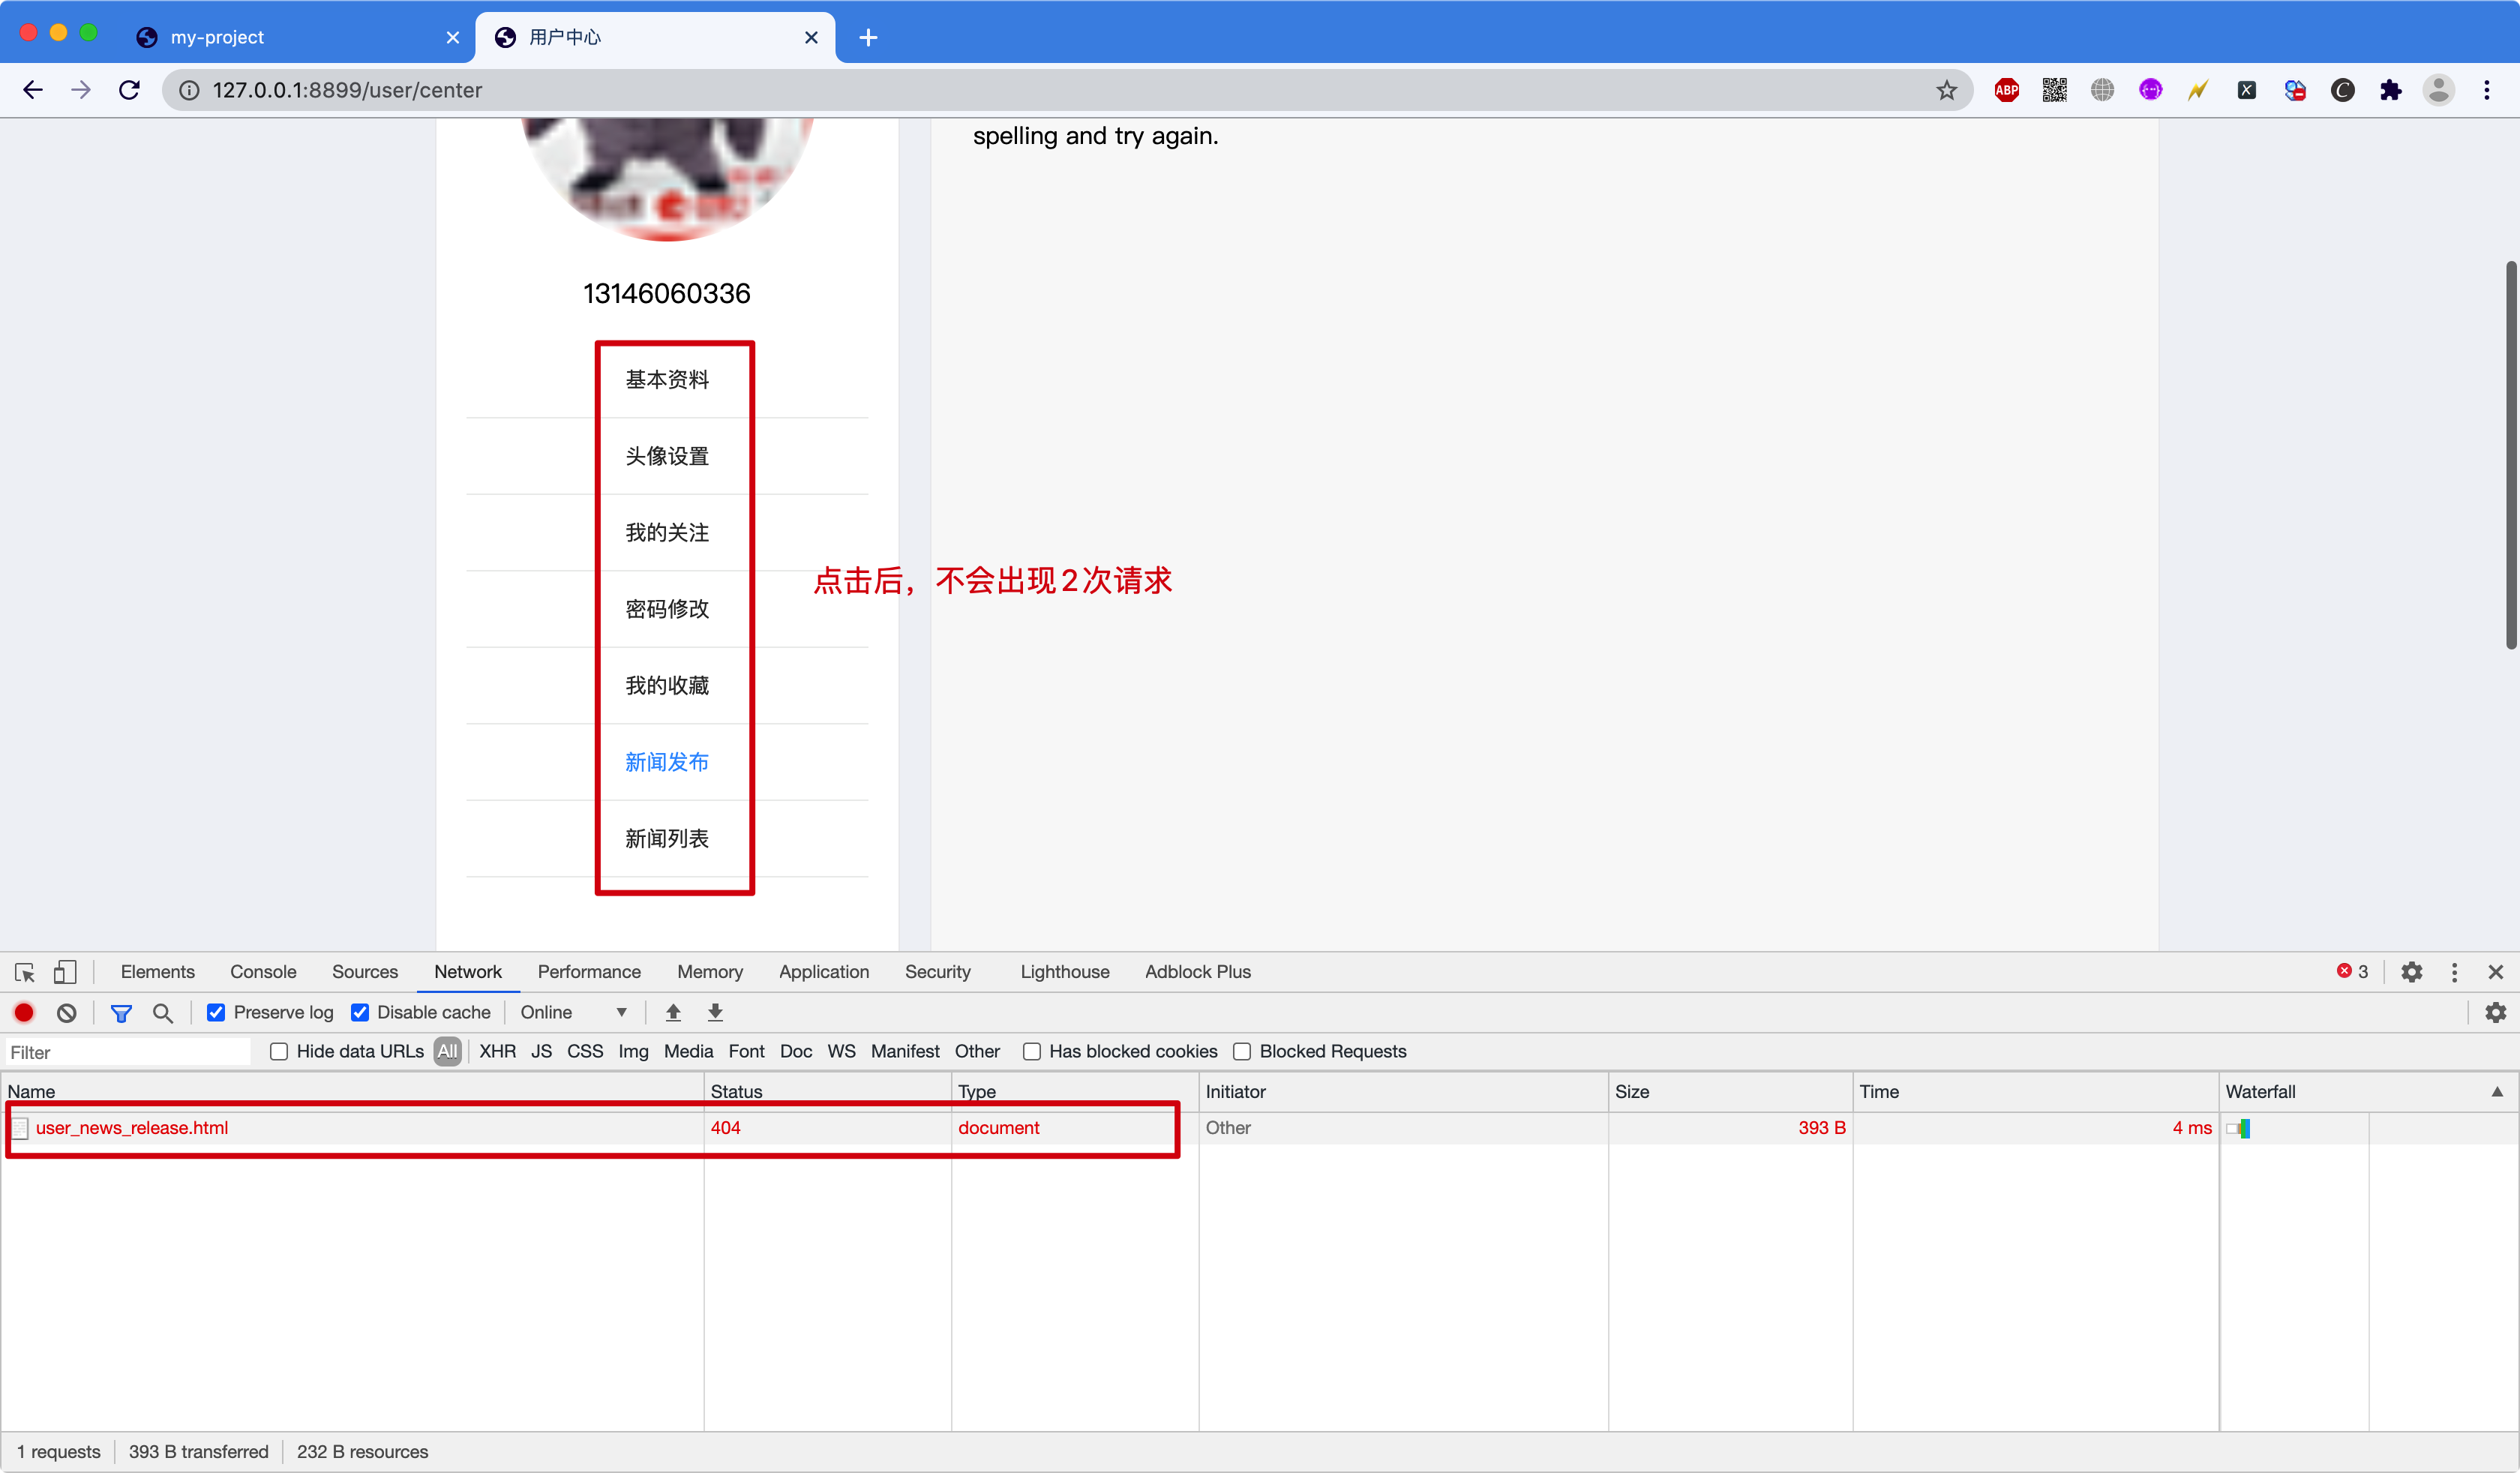 my-project
用户中心
127.0.0.1:8899/user/center
ABP
spelling and try again.
13146060336
基本资料
头像设置
我的关注
点击后，不会出现2次请求
密码修改
我的收藏
新闻发布
新闻列表
Elements Console Sources Network Performance Memory Application Security Lighthouse Adblock Plus 3
Preserve log Disable cache Online
Filter Hide data URLs All XHR JS CSS Img Media Font Doc WS Manifest Other Has blocked cookies Blocked Requests
Name Status Type Initiator Size Time Waterfall
user_news_release.html 404 document Other 393 B 4 ms
1 requests 393 B transferred 232 B resources